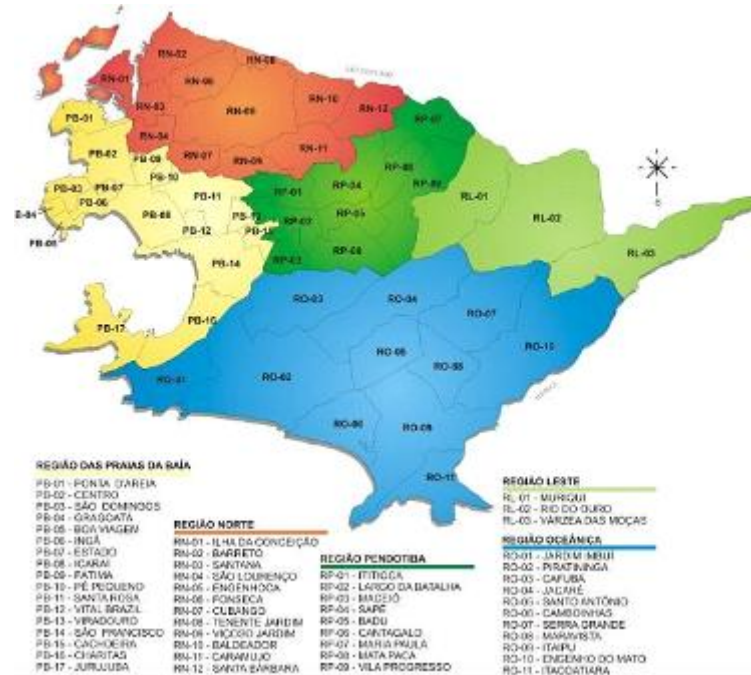 RN-02
RN-08
RN-01
RN-06
RN-10
RN-03
RN-12
PB-01
RP-07
RN-04
RN-11
PB-02
PB-09
RN-07
RN-09
PB-10
RP-08
PB-03
PB-07
PB-11
RP-01
RP-04
RL-01
PB-06
PB-08
RP-02
RP-05
RL-02
PB-12
PB-05
RP-03
PB-14
RL-03
RO-03
RO-04
PB-17
PB-16
RO-07
RO-10
RO-05
RO-01
RO-02
RO-08
RO-06
RO-09
RO-11
REGIÃO DAS PRAIAS DA BAÍA
PB-01 - PONTA D'AREIA
PB-02 - CENTRO
PB-03 - SÃO DOMINGOS
PB-04 - GRAGOATÁ
PB-05 - BOA VIAGEM
PB-06 - INGÁ
PB-07 - ESTADO
PB-08 - ICARAÍ
PB-09 - FATIMA
PB-10 - PÉ PEQUENO
PB-11 - SANTA ROSA
PB-12 - VITAL BRAZIL
PB-13 - VIRADOURO
PB-14 - SÃO FRANCISCO
PB-15 - CACHOEIRA
PB-16 - CHARITAS
PB-17 - JURUJUBA
REGIÃO NORTE
RN-01 - ILHA DA CONCEIÇÃO
RN-02 - BARRETO
RN-03 - SANTANA
RN-04 - SÃO LOURENÇO
RN-05 - ENGENHOCA
RN-06 - FONSECA
RN-07 - CUBANGO
RN-08 - TENENTE JARDIM
RN-09 - VIÇOSO JARDIM
RN-10 - BALDEADOR
RN-11 - CARAMUJO
RN-12 - SANTA BÁRBARA
REGIÃO PENDOTIBA
RP-01 - ITITIOCA
RP-02 - LARGO DA BATALHA
RP-03 - MACEIÓ
RP-04 - SAPÊ
RP-05 - BADU
RP-06 - CANTAGALO
RP-07 - MARIA PAULA
RP-08 - MATA PACA
RP-09 - VILA PROGRESSO
REGIÃO LESTE
RL-01 - MURIQUI
RL-02 - RIO DO OURO
RL-03 - VÁRZEA DAS MOÇAS
REGIÃO OCEÂNICA
RO-01 - JARDIM IMBUÍ
RO-02 - PIRATININGA
RO-03 - CAFUBÁ
RO-04 - JACARÉ
RO-05 - SANTO ANTÔNIO
RO-06 - CAMBOINHAS
RO-07 - SERRA GRANDE
RO-08 - MARAVISTA
RO-09 - ITAIPU
RO-10 - ENGENHO DO MATO
RO-11 - ITACOATIARA